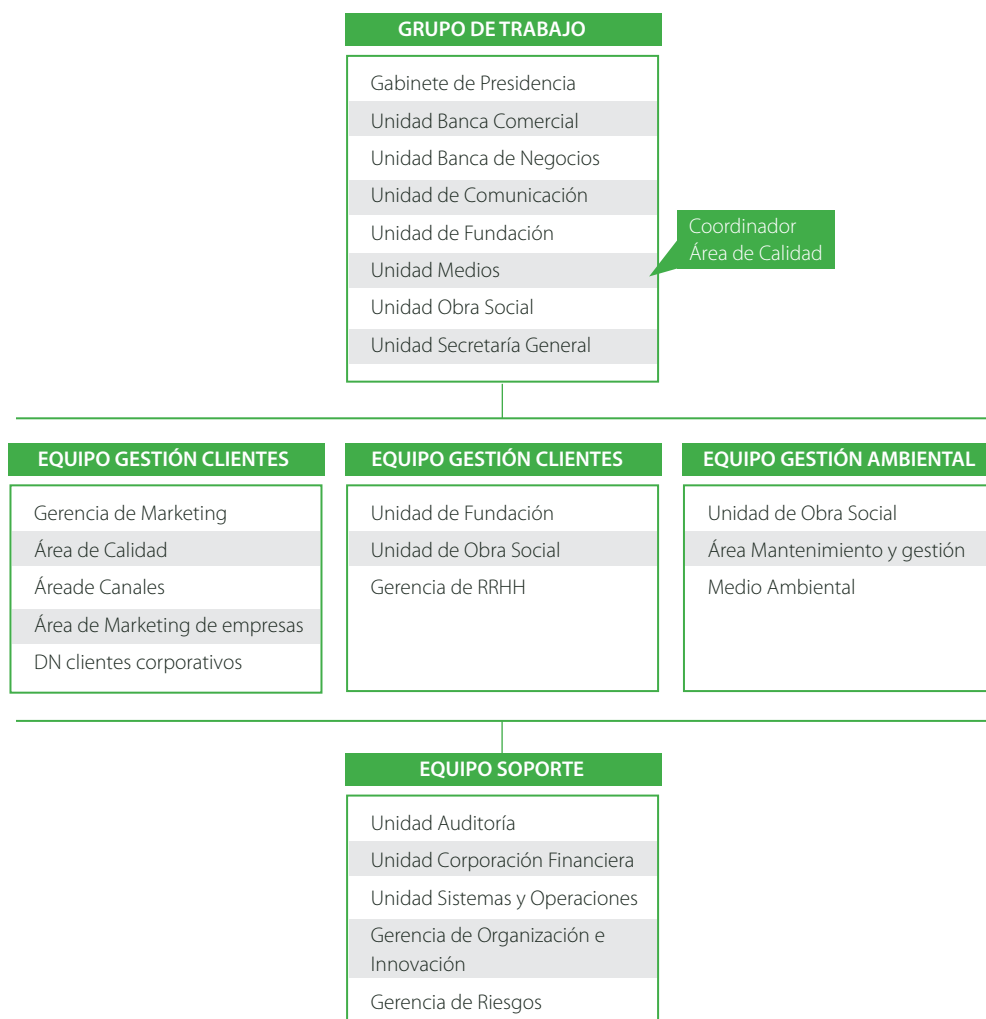 GRUPO DE TRABAJO
Gabinete de Presidencia
Unidad Banca Comercial
Unidad Banca de Negocios
Unidad de Comunicación
Unidad de Fundación
Unidad Medios
Unidad Obra Social
Unidad Secretaría General
Coordinador
Área de Calidad
EQUIPO GESTIÓN CLIENTES
Gerencia de Marketing
Área de Calidad
Áreade Canales
Área de Marketing de empresas
DN clientes corporativos
EQUIPO GESTIÓN CLIENTES
Unidad de Fundación
Unidad de Obra Social
Gerencia de RRHH
EQUIPO GESTIÓN AMBIENTAL
Unidad de Obra Social
Área Mantenimiento y gestión
Medio Ambiental
EQUIPO SOPORTE
Unidad Auditoría
Unidad Corporación Financiera
Unidad Sistemas y Operaciones
Gerencia de Organización e
Innovación
Gerencia de Riesgos